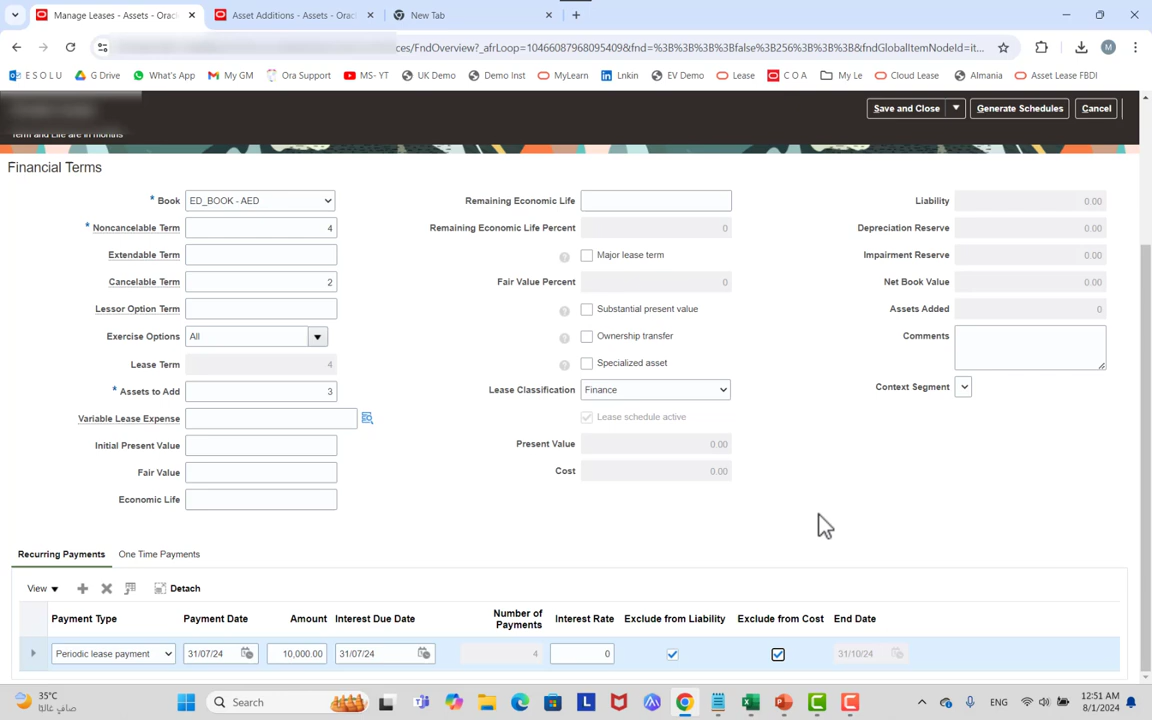 Manage Leases - Assets - Orac
Asset Additions - Assets - Orac
New Tab
ces/FndOverview?_afrLoop=10466087968095409&fnd=%3B%3B%3B%3Bfalse%3B256%3B%3B%3B&fndGlobalItemNodeId=it...
M
E S O L U
G Drive
What's App
My GM
Ora Support
MS- YT
UK Demo
Demo Inst
MyLearn
Lnkin
EV Demo
Lease
C O A
My Le
Cloud Lease
Almania
Asset Lease FBDI
Save and Close
Generate Schedules
Cancel
Term and Life are in months
Financial Terms
* Book ED_BOOK - AED
* Noncancelable Term 4
Extendable Term
Cancelable Term 2
Lessor Option Term
Exercise Options All
Lease Term 4
* Assets to Add 3
Variable Lease Expense
Initial Present Value
Fair Value
Economic Life
Remaining Economic Life
Remaining Economic Life Percent 0
Major lease term
Fair Value Percent 0
Substantial present value
Ownership transfer
Specialized asset
Lease Classification Finance
Lease schedule active
Present Value 0.00
Cost 0.00
Liability 0.00
Depreciation Reserve 0.00
Impairment Reserve 0.00
Net Book Value 0.00
Assets Added 0
Comments
Context Segment
Recurring Payments One Time Payments
View Detach
Payment Type Payment Date Amount Interest Due Date Number of Payments Interest Rate Exclude from Liability Exclude from Cost End Date
Periodic lease payment 31/07/24 10,000.00 31/07/24 4 0 31/10/24
35°C
صافٍ غالبًا
Search
ENG
12:51 AM
8/1/2024